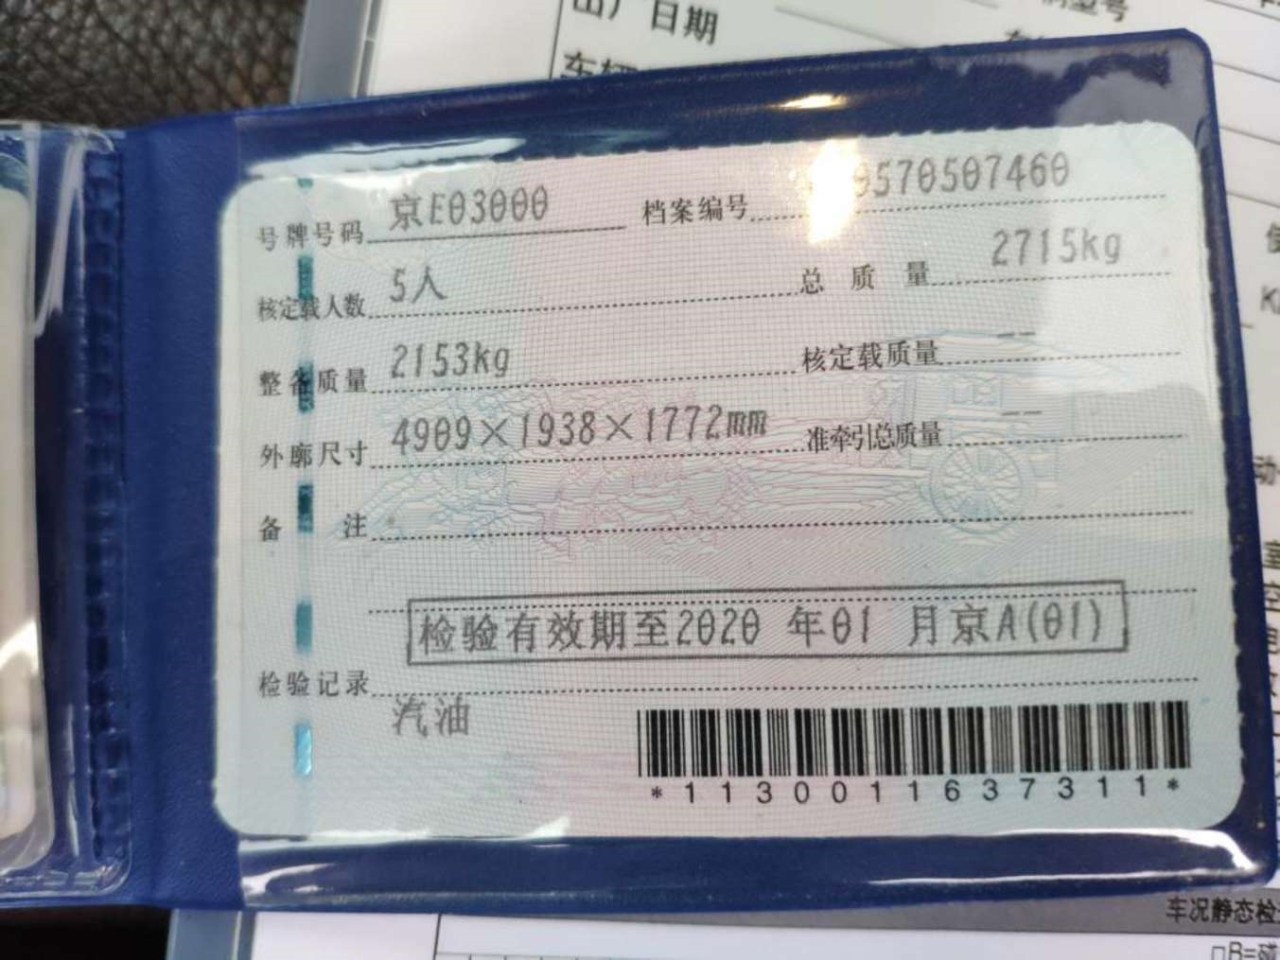 出厂日期
号牌号码 京E03000 档案编号 0570507460
核定载人数 5人 总质量 2715kg
整备质量 2153kg 核定载质量 --
外廓尺寸 4909×1938×1772mm 准牵引总质量 --
备注
检验有效期至2020 年01 月京A(01)
检验记录
汽油
*1130011637311*
车况静态检